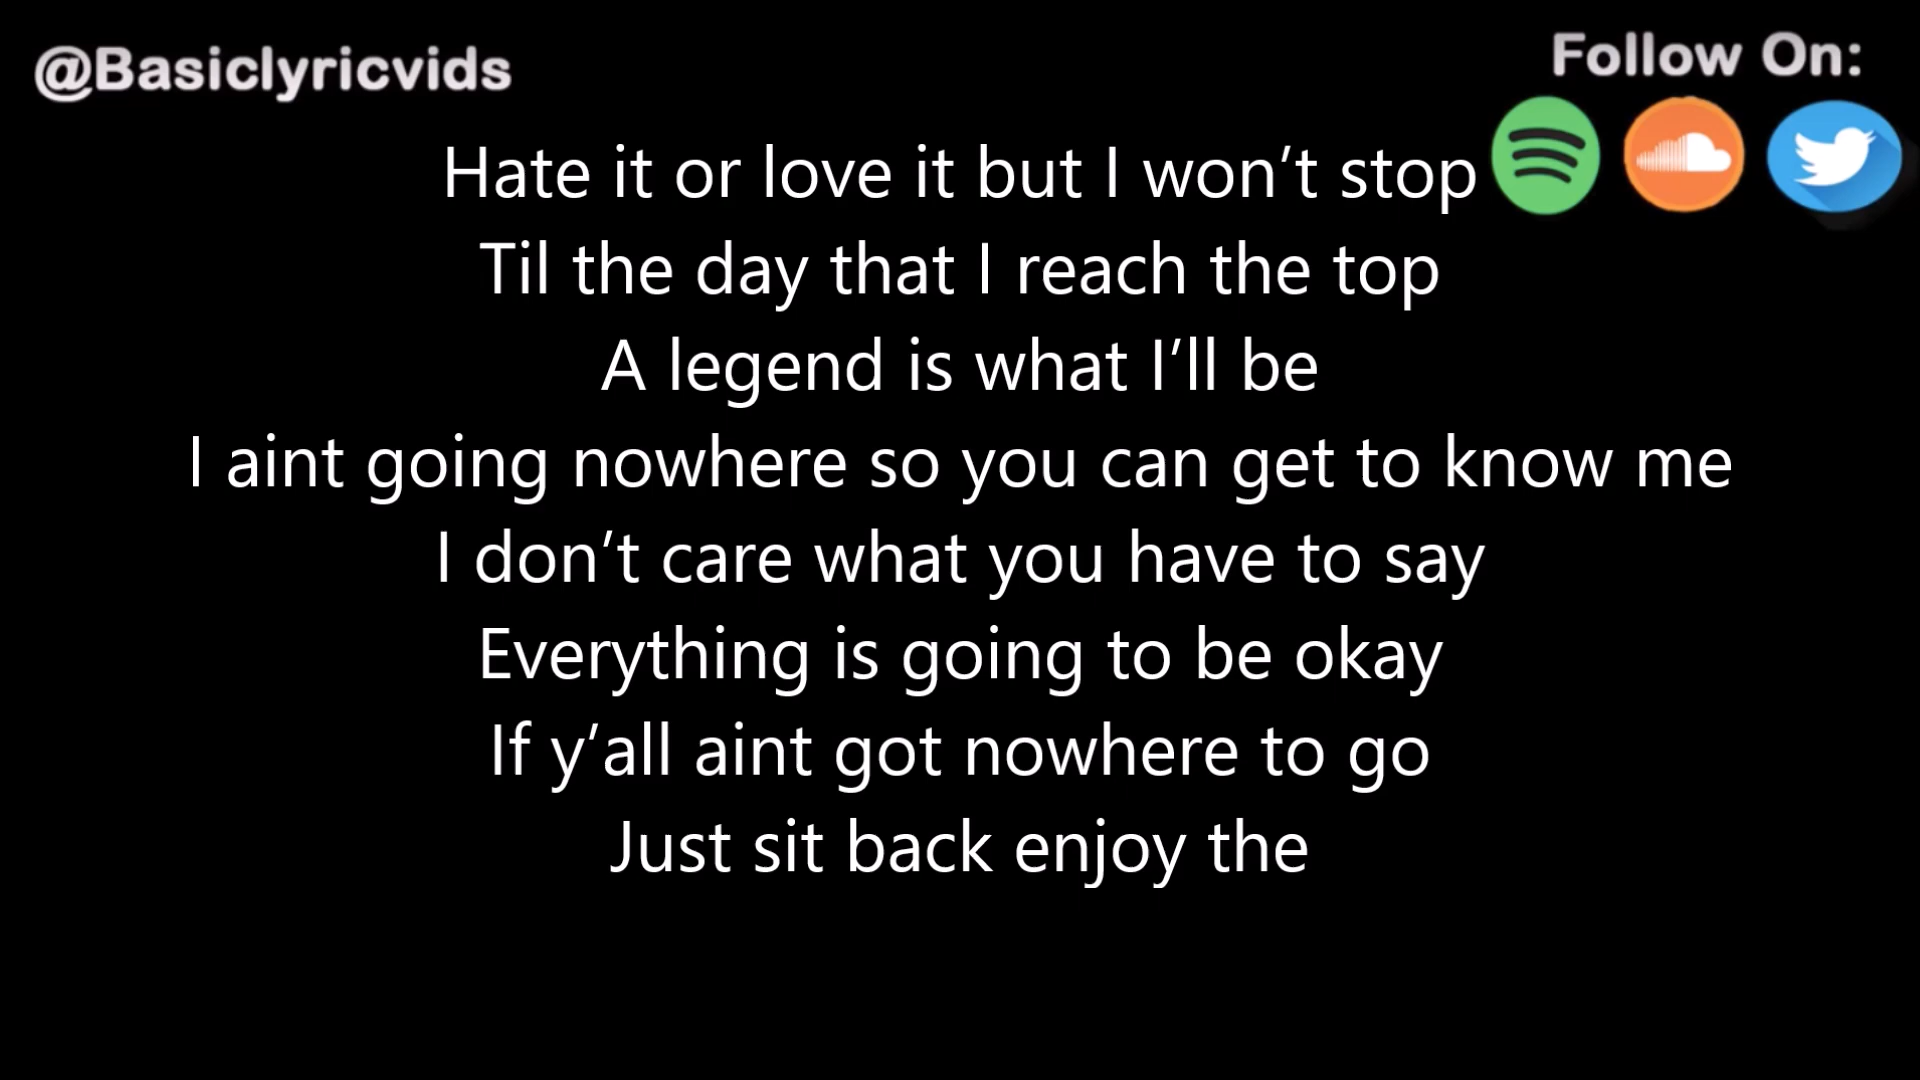 @Basiclyricvids
Follow On:
Hate it or love it but I won’t stop
Til the day that I reach the top
A legend is what I’ll be
I aint going nowhere so you can get to know me
I don’t care what you have to say
Everything is going to be okay
If y’all aint got nowhere to go
Just sit back enjoy the